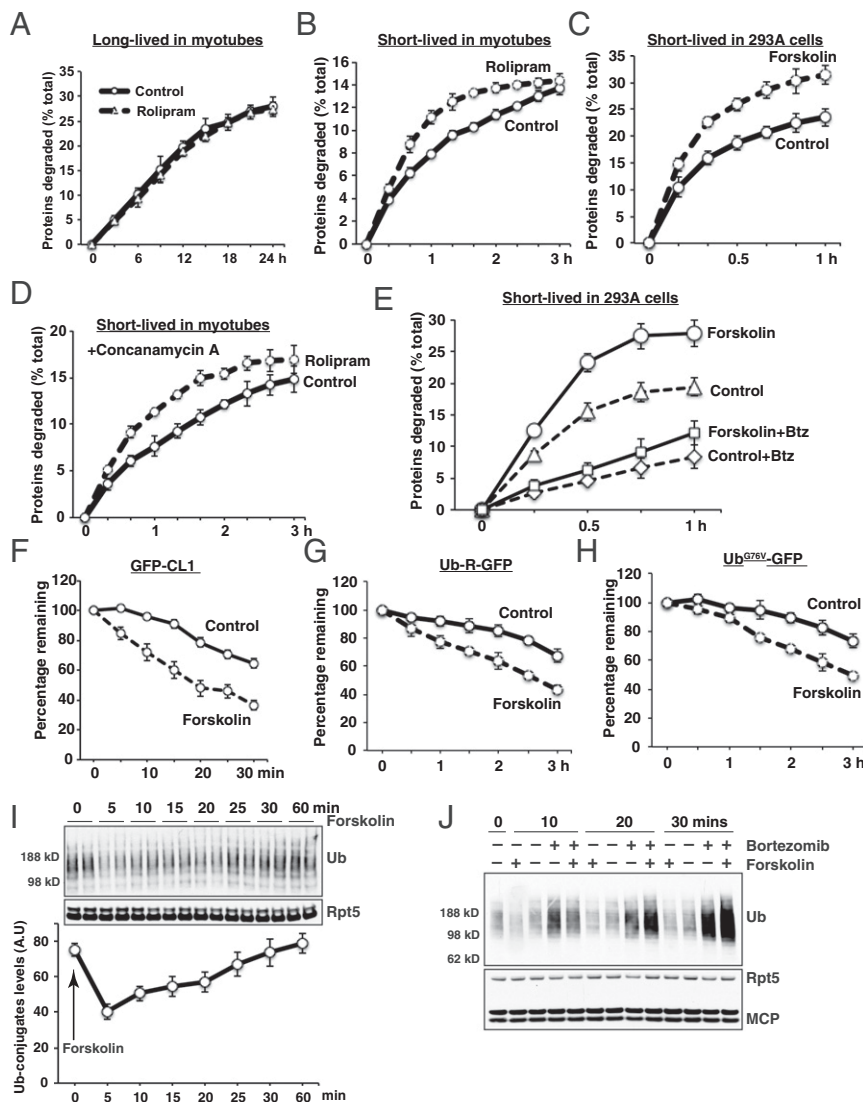 A
Long-lived in myotubes
Proteins degraded (% total)
35
30
25
20
15
10
5
0
Control
Rolipram
0 6 12 18 24 h
B
Short-lived in myotubes
Proteins degraded (% total)
16
14
12
10
8
6
4
2
0
Rolipram
Control
0 1 2 3 h
C
Short-lived in 293A cells
Proteins degraded (% total)
35
30
25
20
15
10
5
0
Forskolin
Control
0 0.5 1 h
D
Short-lived in myotubes
+Concanamycin A
Proteins degraded (% total)
20
15
10
5
0
Rolipram
Control
0 1 2 3 h
E
Short-lived in 293A cells
Proteins degraded (% total)
30
25
20
15
10
5
0
Forskolin
Control
Forskolin+Btz
Control+Btz
0 0.5 1 h
F
GFP-CL1
Percentage remaining
120
100
80
60
40
20
0
Control
Forskolin
0 10 20 30 min
G
Ub-R-GFP
Percentage remaining
120
100
80
60
40
20
0
Control
Forskolin
0 1 2 3 h
H
Ub^G76V-GFP
Percentage remaining
120
100
80
60
40
20
0
Control
Forskolin
0 1 2 3 h
I
0 5 10 15 20 25 30 60 min
Forskolin
188 kD
98 kD
Ub
Rpt5
Ub-conjugates levels (A.U)
80
60
40
20
0
Forskolin
0 5 10 15 20 25 30 60 min
J
0 10 20 30 mins
− − − + + − − + + − − + + Bortezomib
− + − − + + − − + + − − + Forskolin
188 kD
98 kD
62 kD
Ub
Rpt5
MCP